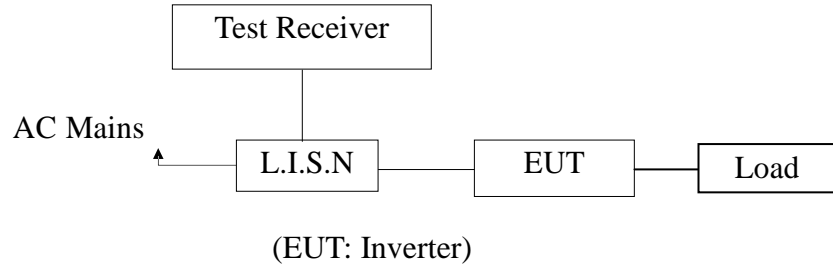 Test Receiver
AC Mains
L.I.S.N
EUT
Load
(EUT: Inverter)